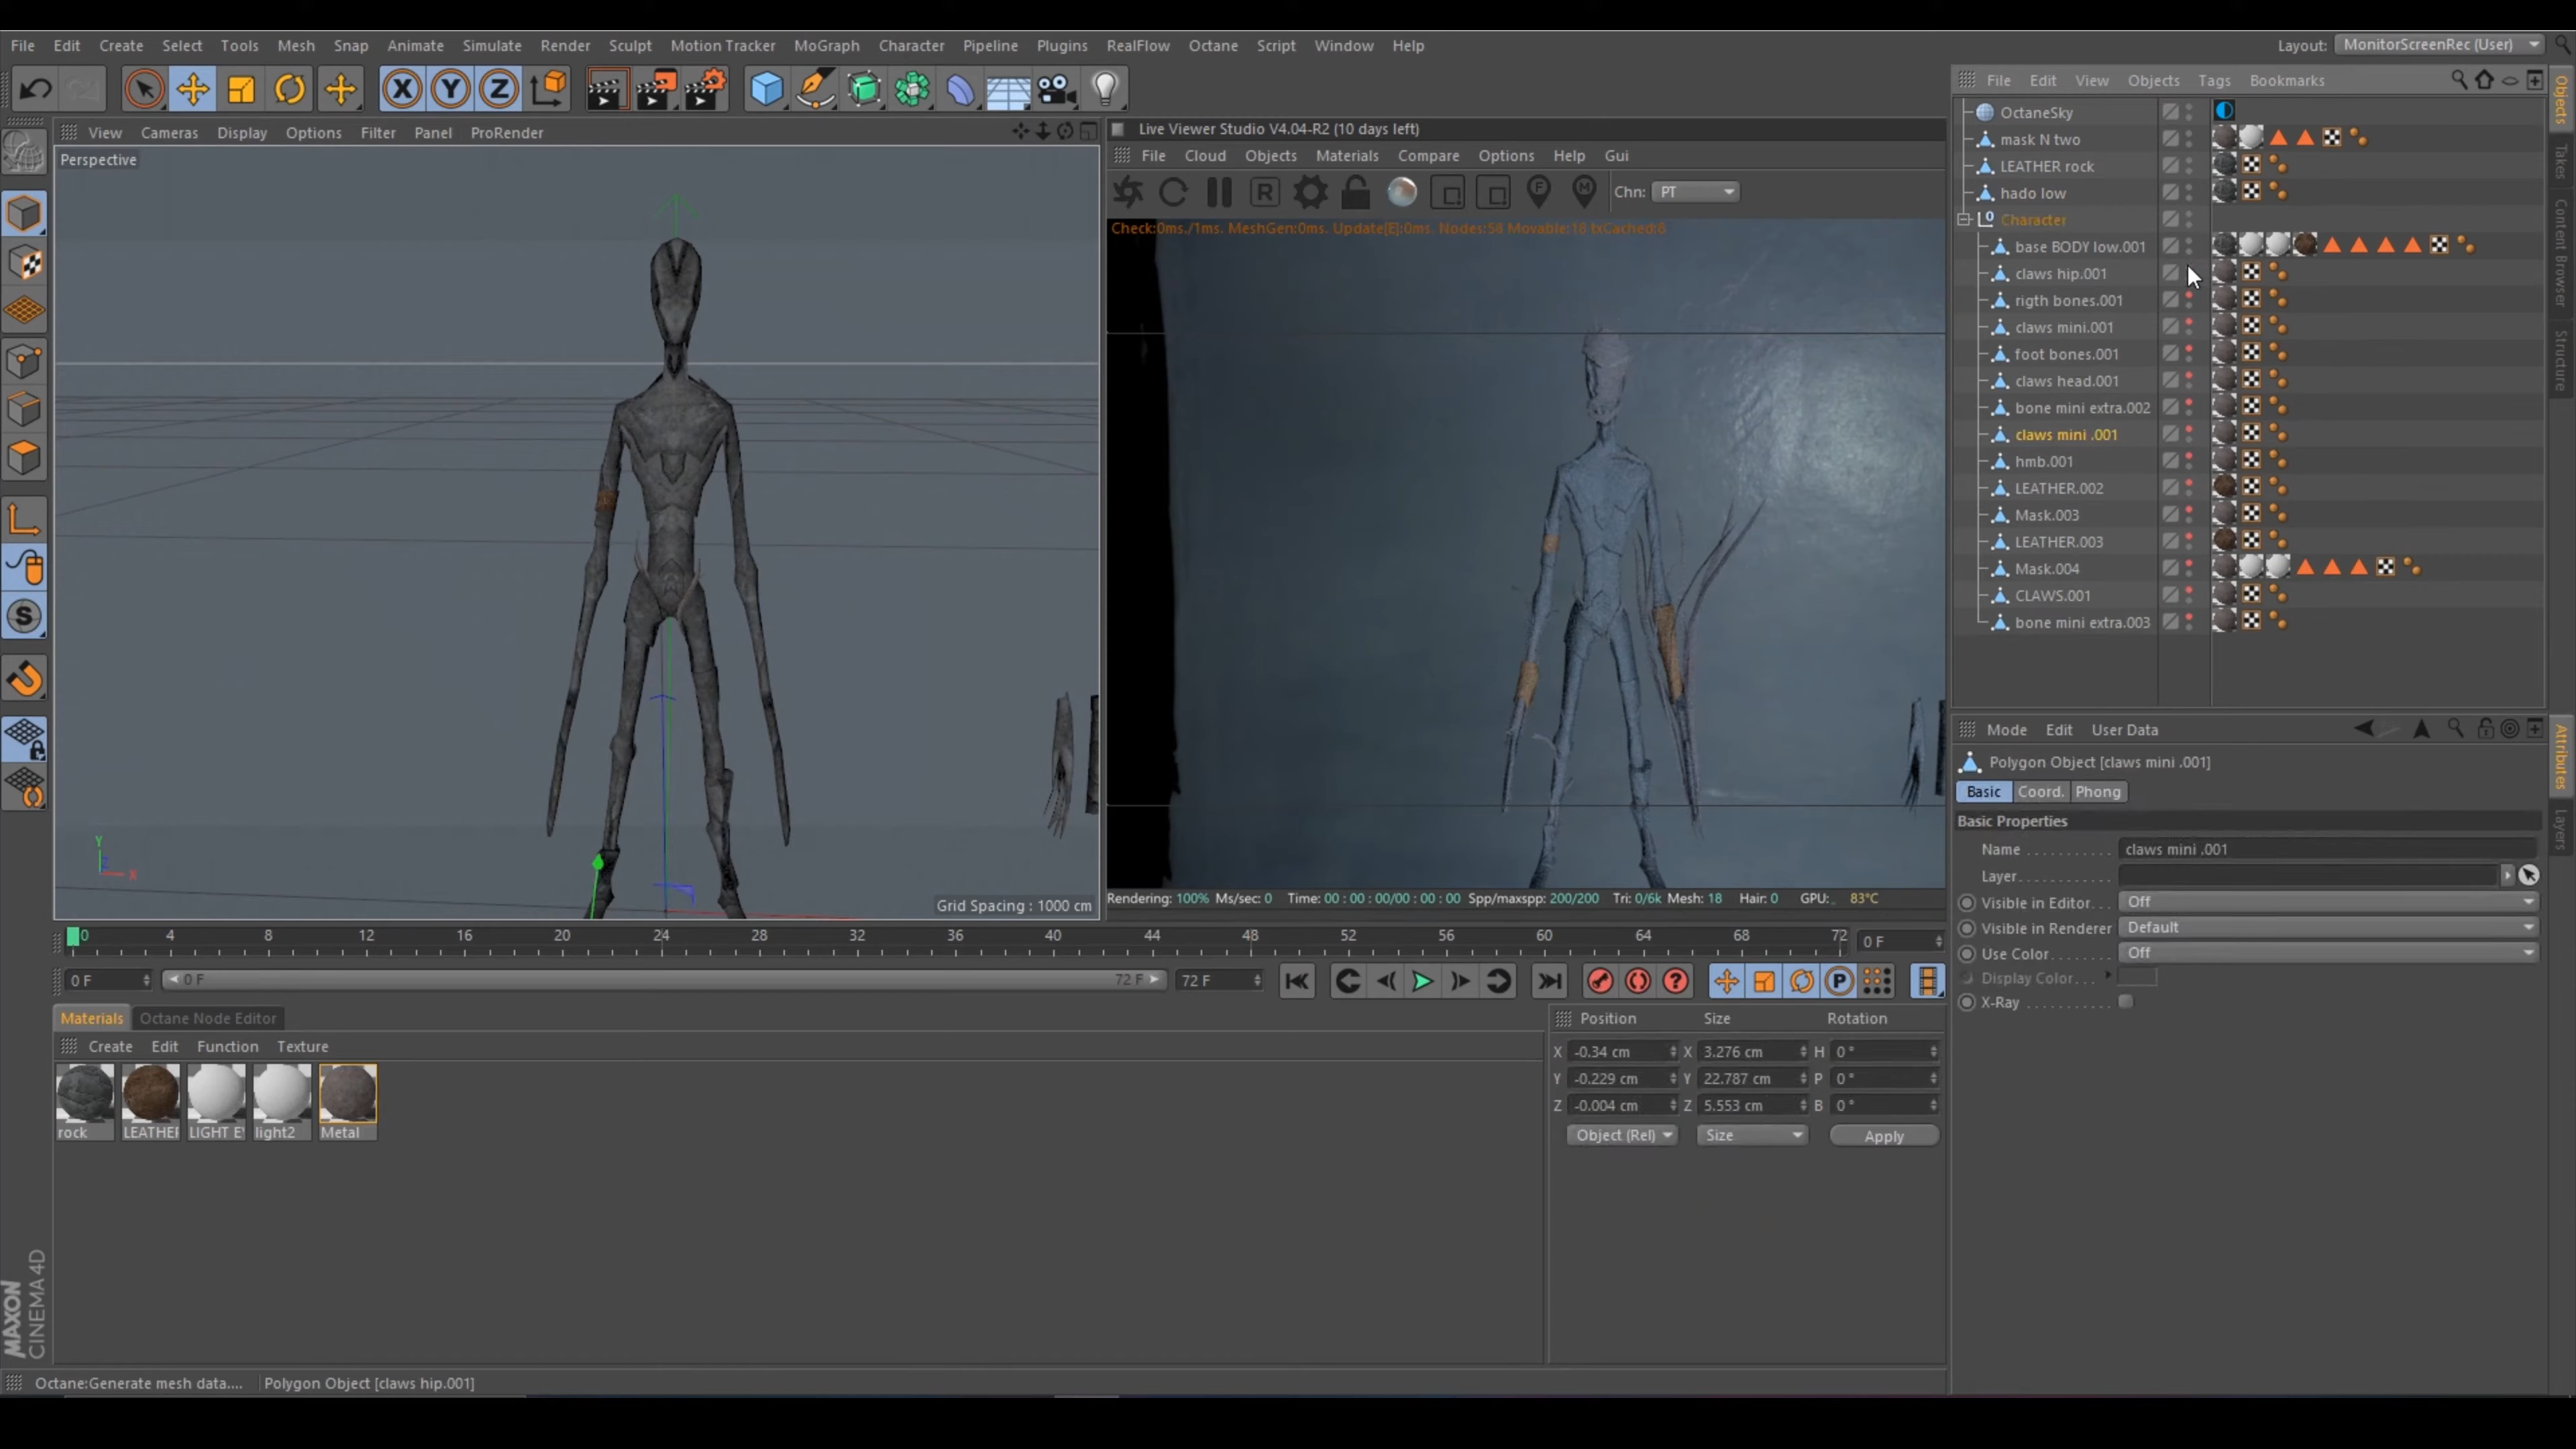 File Edit Create Select Tools Mesh Snap Animate Simulate Render Sculpt Motion Tracker MoGraph Character Pipeline Plugins RealFlow Octane Script Window Help
Layout: MonitorScreenRec (User)
X Y Z
File Edit View Objects Tags Bookmarks
View Cameras Display Options Filter Panel ProRender
Perspective
Grid Spacing : 1000 cm
Y
X
Live Viewer Studio V4.04-R2 (10 days left)
File Cloud Objects Materials Compare Options Help Gui
R
F
M
Chn: PT
Check:0ms./1ms. MeshGen:0ms. Update[E]:0ms. Nodes:58 Movable:16 txCached:6
Rendering: 100% Ms/sec: 0 Time: 00 : 00 : 00/00 : 00 : 00 Spp/maxspp: 200/200 Tri: 0/6k Mesh: 18 Hair: 0 GPU: 83°C
OctaneSky
mask N two
LEATHER rock
hado low
Character
base BODY low.001
claws hip.001
rigth bones.001
claws mini.001
foot bones.001
claws head.001
bone mini extra.002
claws mini .001
hmb.001
LEATHER.002
Mask.003
LEATHER.003
Mask.004
CLAWS.001
bone mini extra.003
Objects
Takes
Content Browser
Structure
Mode Edit User Data
Polygon Object [claws mini .001]
Basic Coord. Phong
Basic Properties
Name claws mini .001
Layer
Visible in Editor Off
Visible in Renderer Default
Use Color Off
Display Color
X-Ray
Attributes
Layers
0 4 8 12 16 20 24 28 32 36 40 44 48 52 56 60 64 68 72 0 F
0 F 0 F 72 F 72 F
P
Materials Octane Node Editor
Create Edit Function Texture
rock LEATHER LIGHT E light2 Metal
Position Size Rotation
X -0.34 cm X 3.276 cm H 0 °
Y -0.229 cm Y 22.787 cm P 0 °
Z -0.004 cm Z 5.553 cm B 0 °
Object (Rel) Size Apply
MAXON
CINEMA 4D
Octane:Generate mesh data.... Polygon Object [claws hip.001]